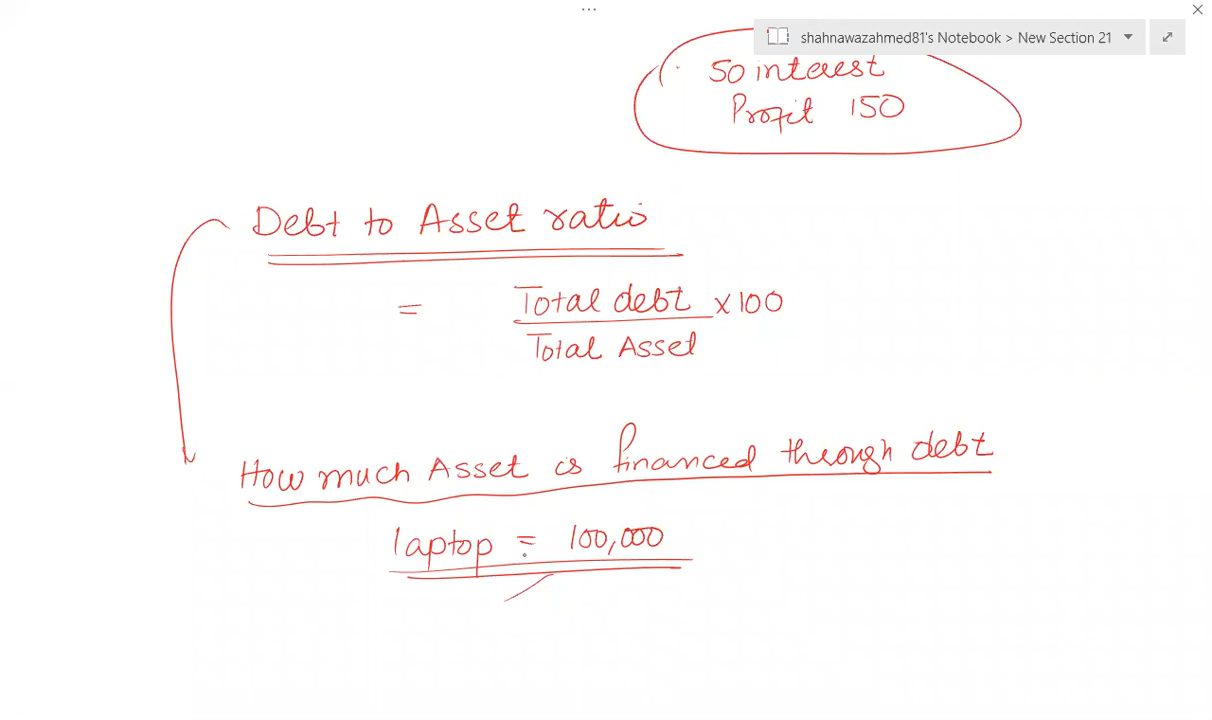 ...
shahnawazahmed81's Notebook > New Section 21
50 interest
Profit 150
Debt to Asset ratio
= Total debt x100
Total Asset
How much Asset is financed through debt
laptop = 100,000